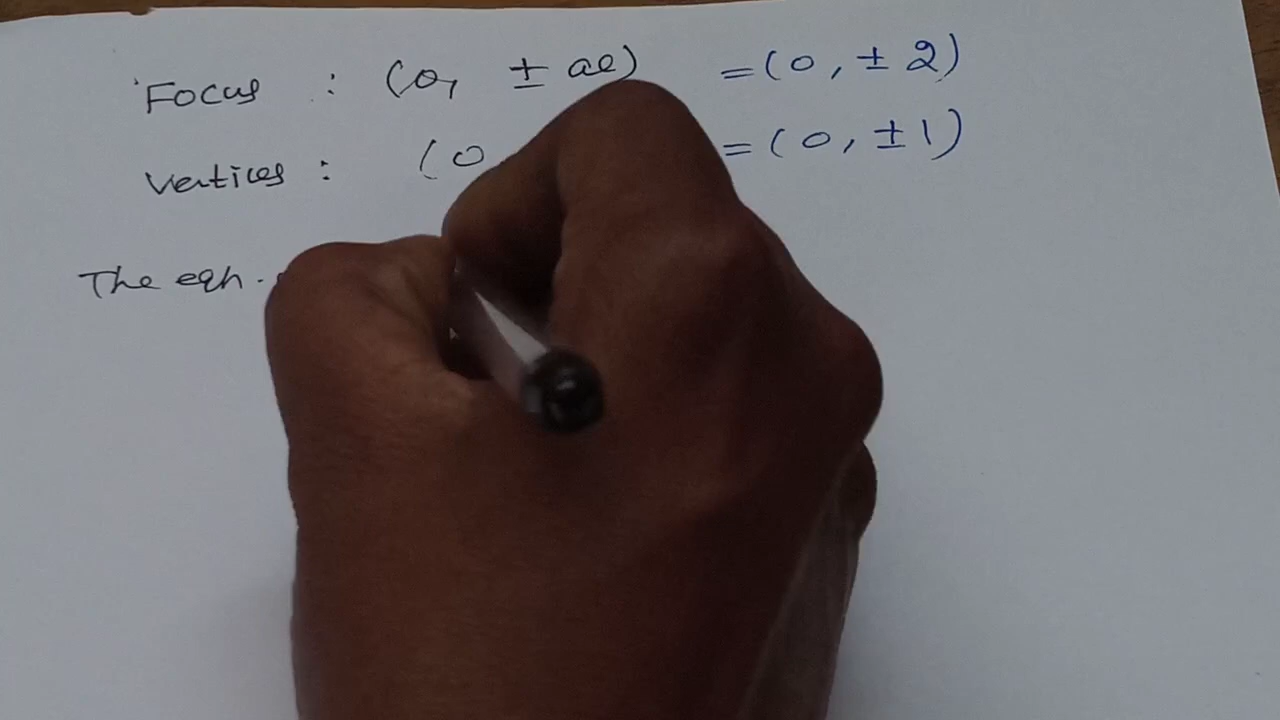 Focus : (0, ± ae) = (0, ± 2)
Vertices : (0 = (0, ±1)
The eqn.